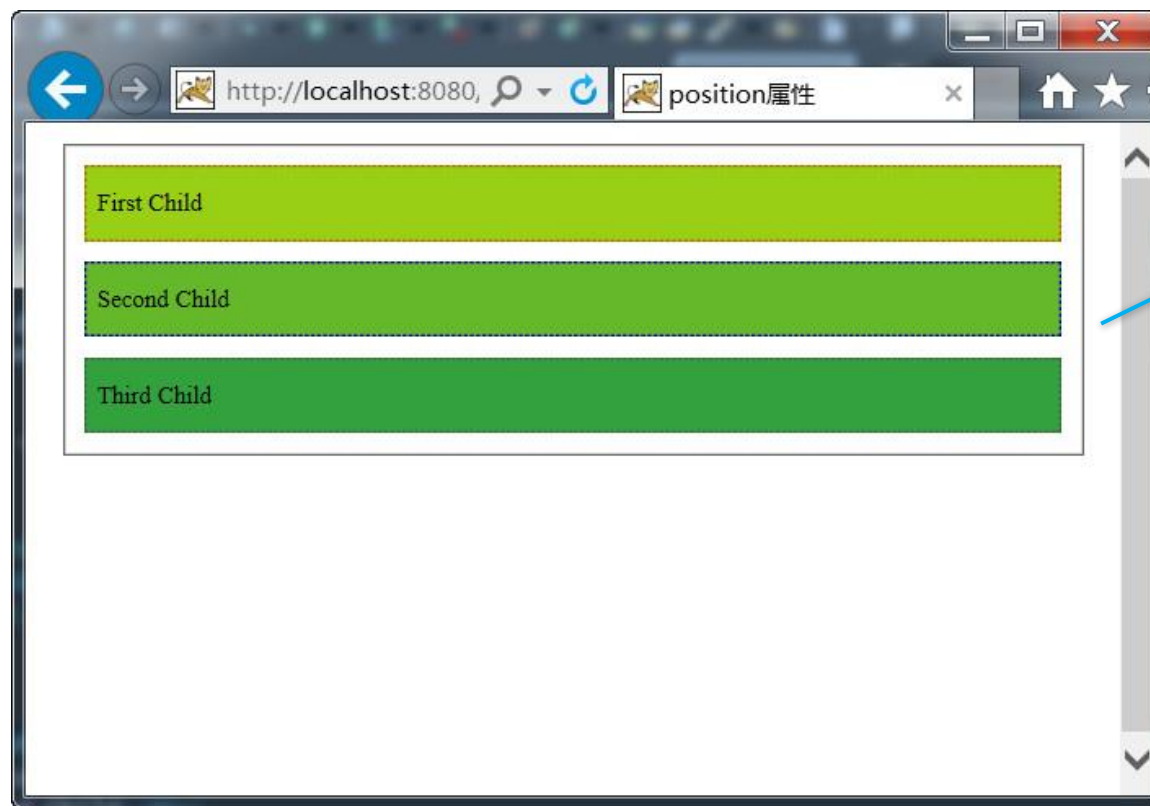 http://localhost:8080,
position属性
First Child
Second Child
Third Child